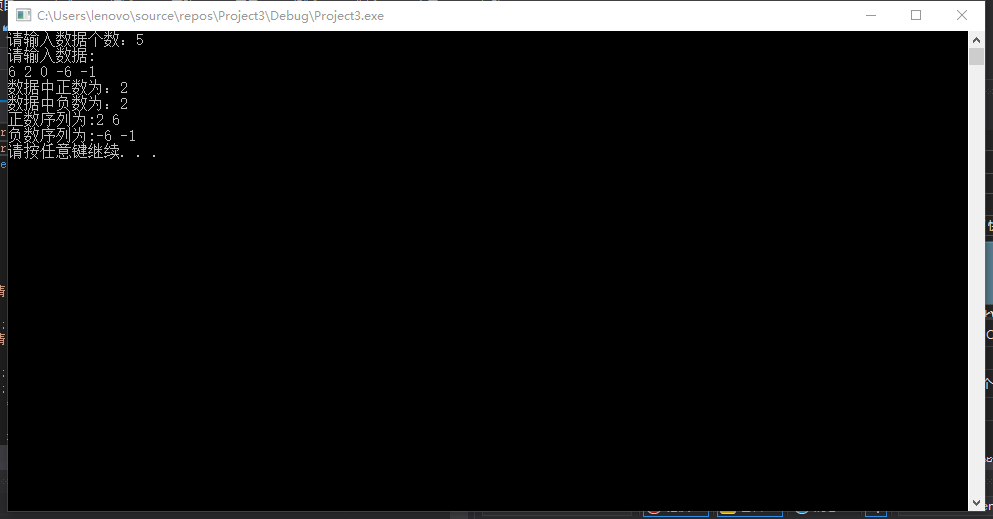 C:\Users\lenovo\source\repos\Project3\Debug\Project3.exe
请输入数据个数: 5
请输入数据:
6 2 0 -6 -1
数据中正数为: 2
数据中负数为: 2
正数序列为:2 6
负数序列为:-6 -1
请按任意键继续. . .